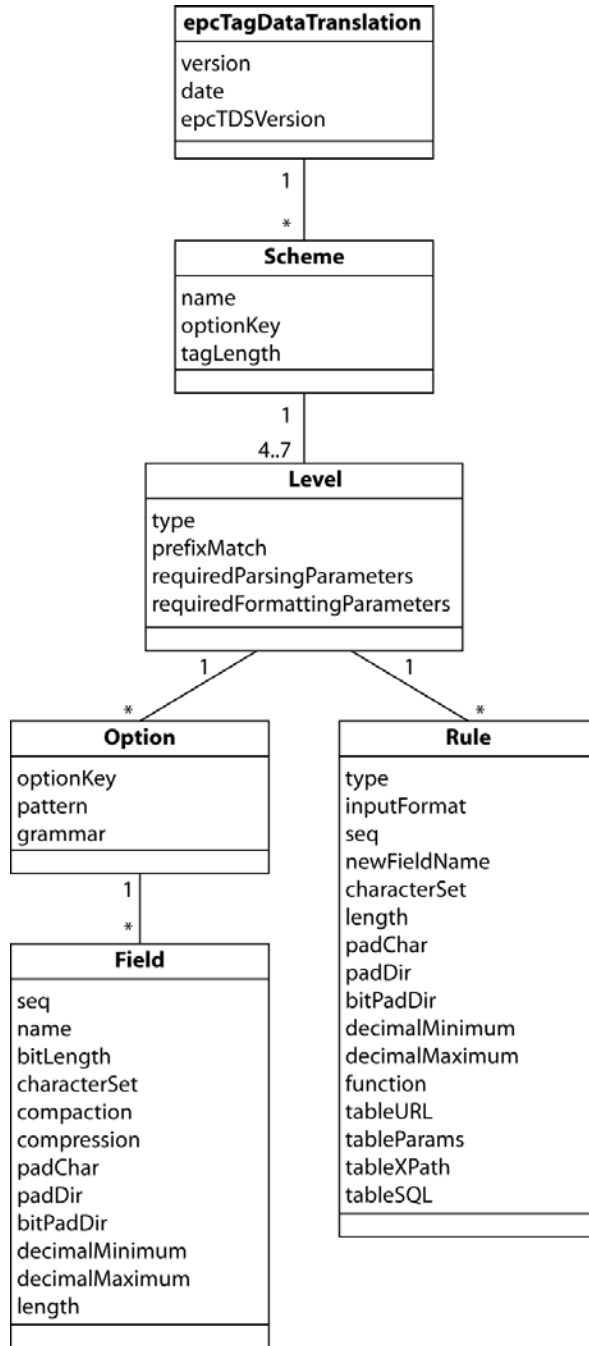 epcTagDataTranslation
version
date
epcTDSVersion
1
*
Scheme
name
optionKey
tagLength
1
4..7
Level
type
prefixMatch
requiredParsingParameters
requiredFormattingParameters
1
1
*
*
Option
optionKey
pattern
grammar
1
*
Field
seq
name
bitLength
characterSet
compaction
compression
padChar
padDir
bitPadDir
decimalMinimum
decimalMaximum
length
Rule
type
inputFormat
seq
newFieldName
characterSet
length
padChar
padDir
bitPadDir
decimalMinimum
decimalMaximum
function
tableURL
tableParams
tableXPath
tableSQL